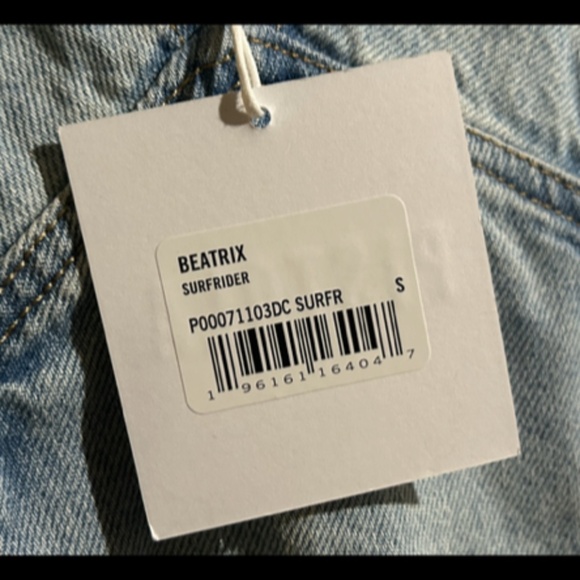 BEATRIX
SURFRIDER
S
P00071103DC SURFR
1 96161 16404 7